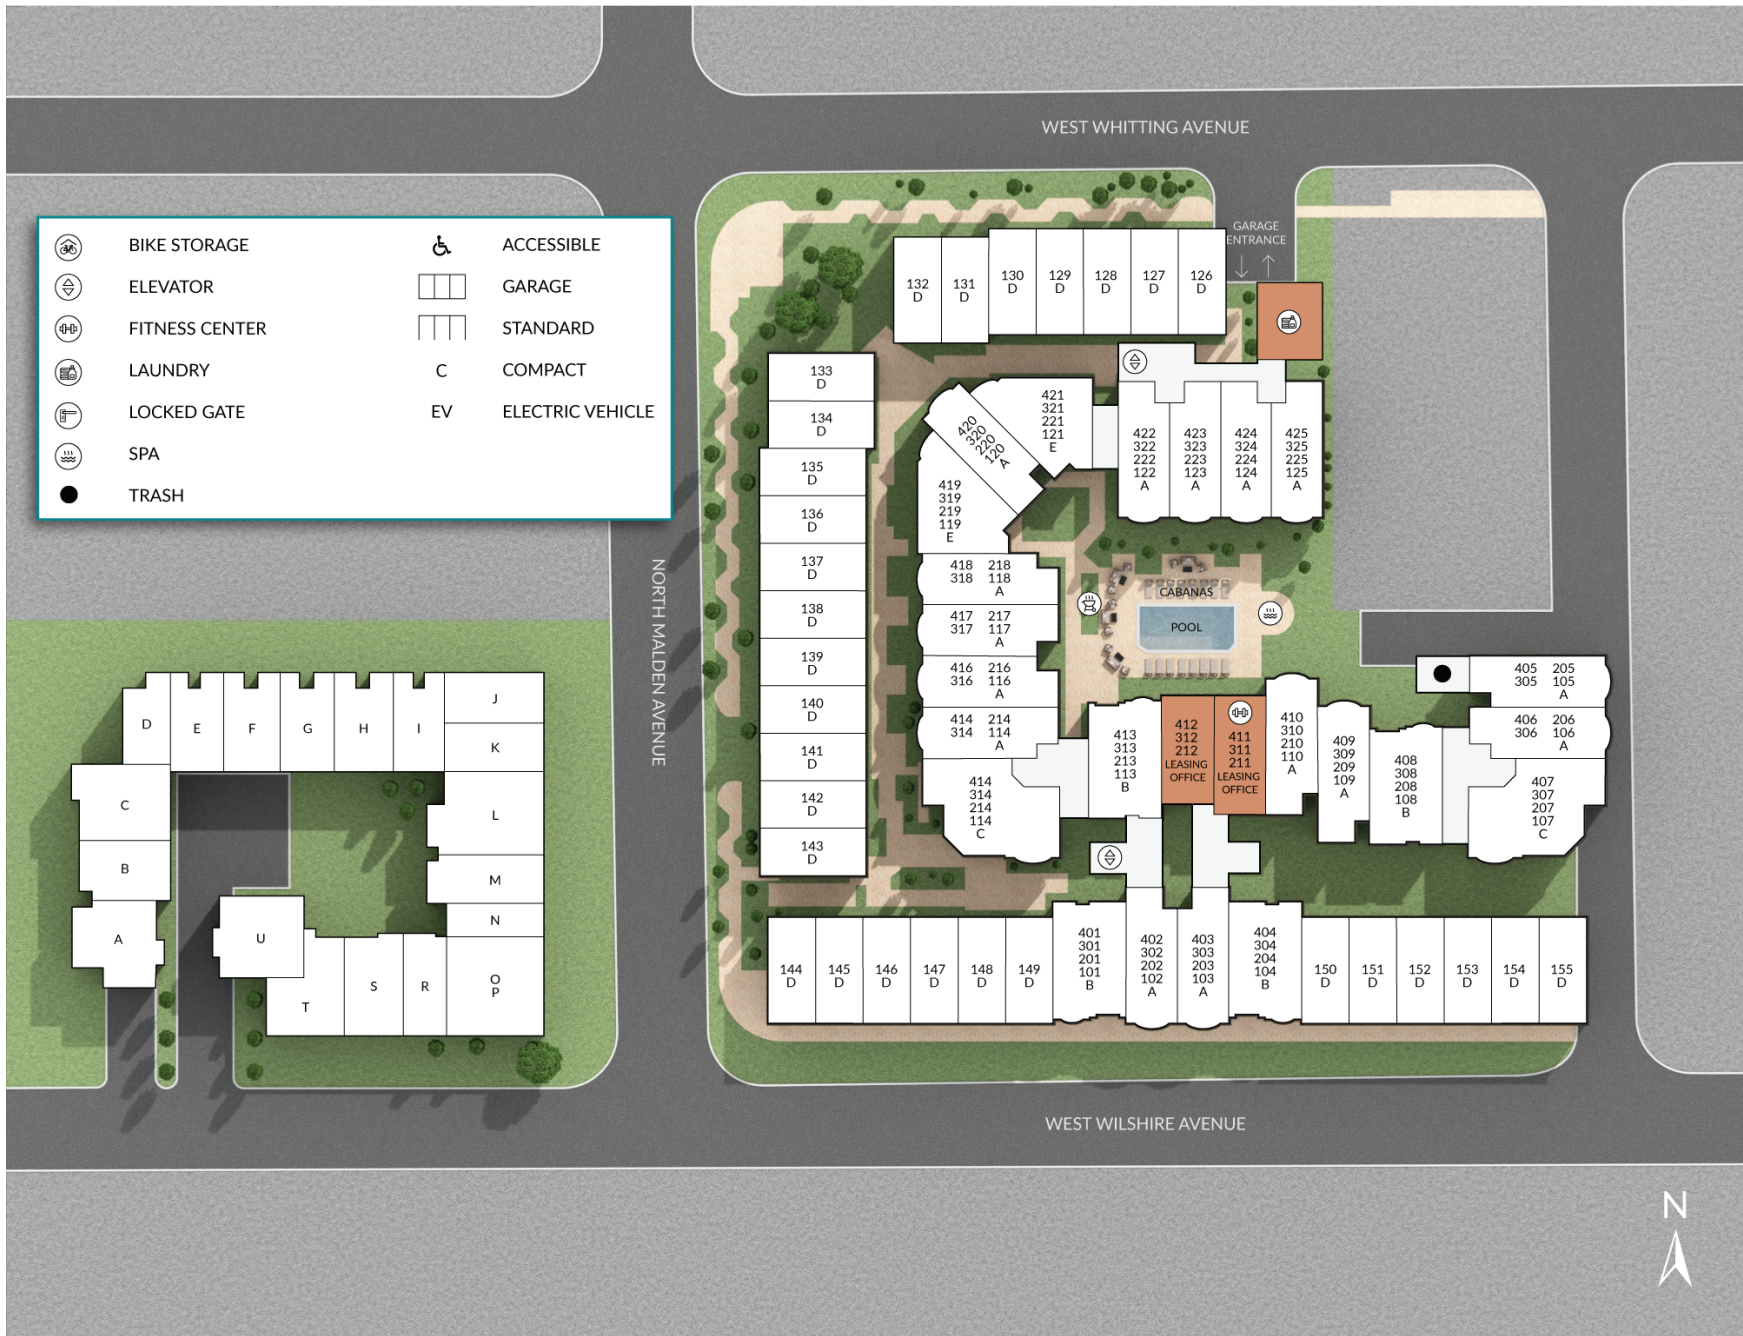 WEST WHITTING AVENUE
BIKE STORAGE
ELEVATOR
FITNESS CENTER
LAUNDRY
LOCKED GATE
SPA
TRASH
ACCESSIBLE
GARAGE
STANDARD
C COMPACT
EV ELECTRIC VEHICLE
GARAGE
ENTRANCE
132
D
131
D
130
D
129
D
128
D
127
D
126
D
133
D
134
D
135
D
136
D
137
D
138
D
139
D
140
D
141
D
142
D
143
D
421
321
221
121
E
420
320
220
120
A
419
319
219
119
E
422
322
222
122
A
423
323
223
123
A
424
324
224
124
A
425
325
225
125
A
418 218
318 118
A
417 217
317 117
A
416 216
316 116
A
414 214
314 114
A
414
314
214
114
C
CABANAS
POOL
413
313
213
113
B
412
312
212
LEASING
OFFICE
411
311
211
LEASING
OFFICE
410
310
210
110
A
409
309
209
109
A
408
308
208
108
B
405 205
305 105
A
406 206
306 106
A
407
307
207
107
C
NORTH MALDEN AVENUE
D
E
F
G
H
I
J
K
C
L
B
M
A
N
U
T
S
R
O
P
144
D
145
D
146
D
147
D
148
D
149
D
401
301
201
101
B
402
302
202
102
A
403
303
203
103
A
404
304
204
104
B
150
D
151
D
152
D
153
D
154
D
155
D
WEST WILSHIRE AVENUE
N